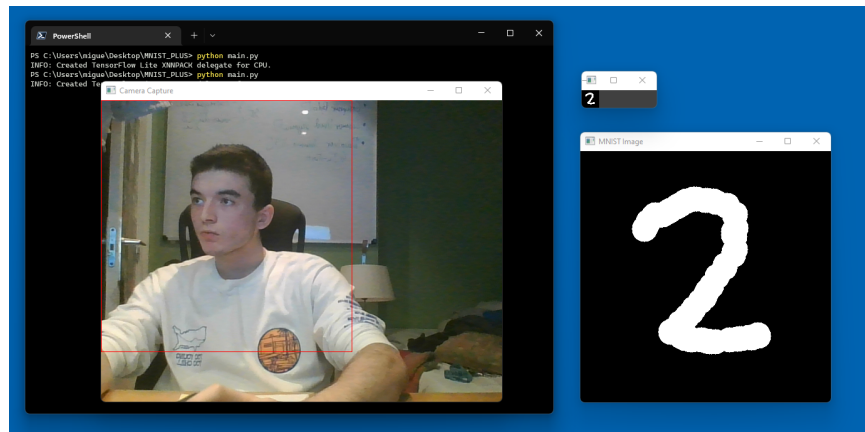 PowerShell
PS C:\Users\migue\Desktop\MNIST_PLUS> python main.py
INFO: Created TensorFlow Lite XNNPACK delegate for CPU.
PS C:\Users\migue\Desktop\MNIST_PLUS> python main.py
INFO: Created Te
Camera Capture
2
MNIST Image
2